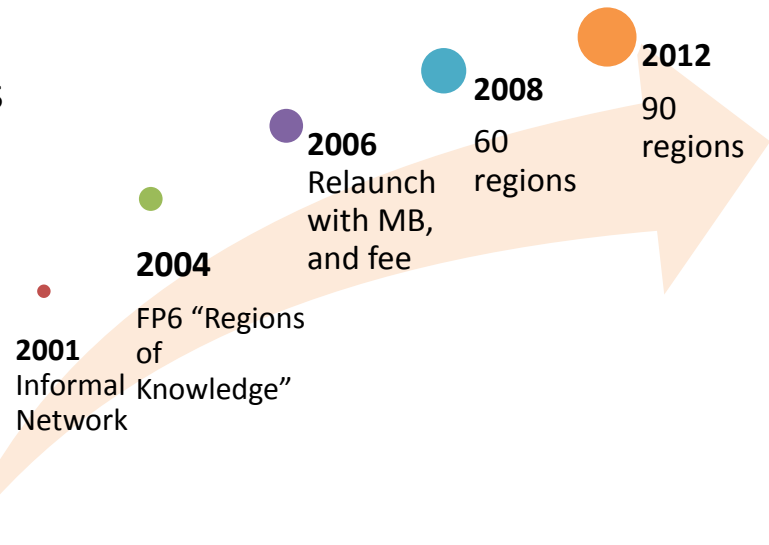 s
2001
Informal
Network
2004
FP6 “Regions
of
Knowledge”
2006
Relaunch
with MB,
and fee
2008
60
regions
2012
90
regions